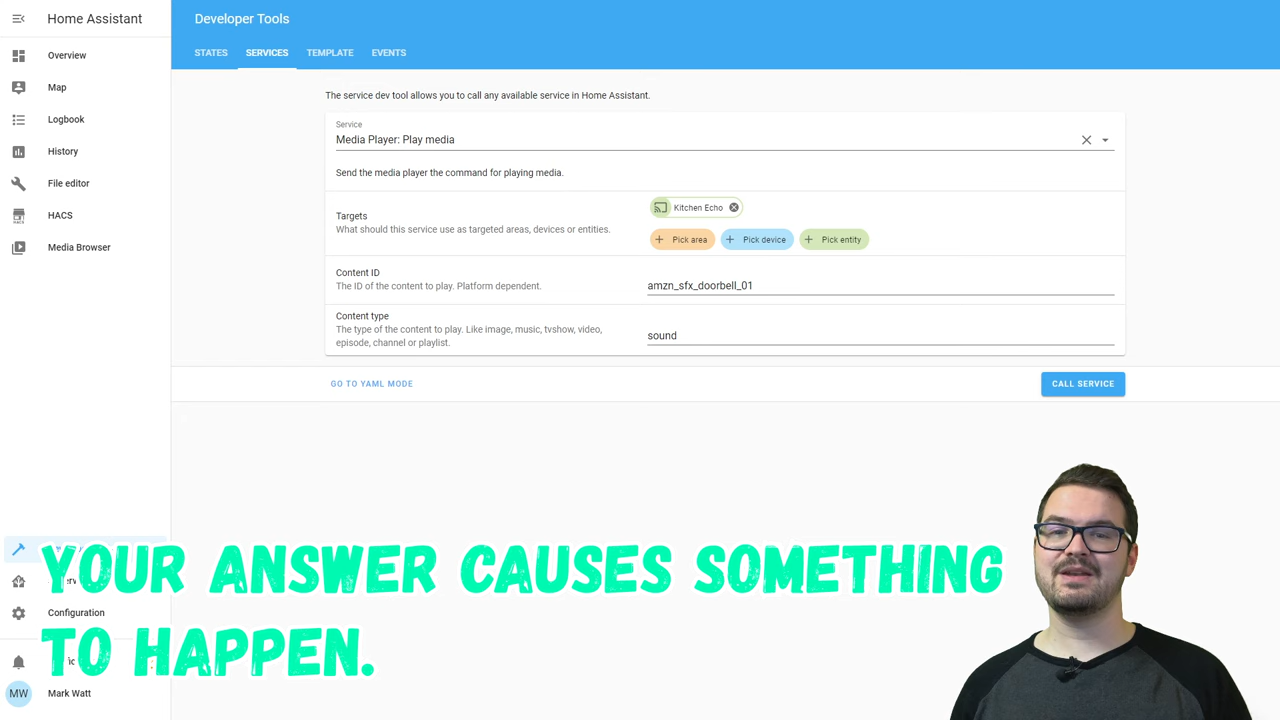 Home Assistant
Developer Tools
STATES
SERVICES
TEMPLATE
EVENTS
Overview
Map
Logbook
History
File editor
HACS
HACS
Media Browser
Configuration
MW
Mark Watt
The service dev tool allows you to call any available service in Home Assistant.
Service
Media Player: Play media
Send the media player the command for playing media.
Targets
What should this service use as targeted areas, devices or entities.
Kitchen Echo
Pick area
Pick device
Pick entity
Content ID
The ID of the content to play. Platform dependent.
amzn_sfx_doorbell_01
Content type
The type of the content to play. Like image, music, tvshow, video,
episode, channel or playlist.
sound
GO TO YAML MODE
CALL SERVICE
YOUR ANSWER CAUSES SOMETHING
TO HAPPEN.